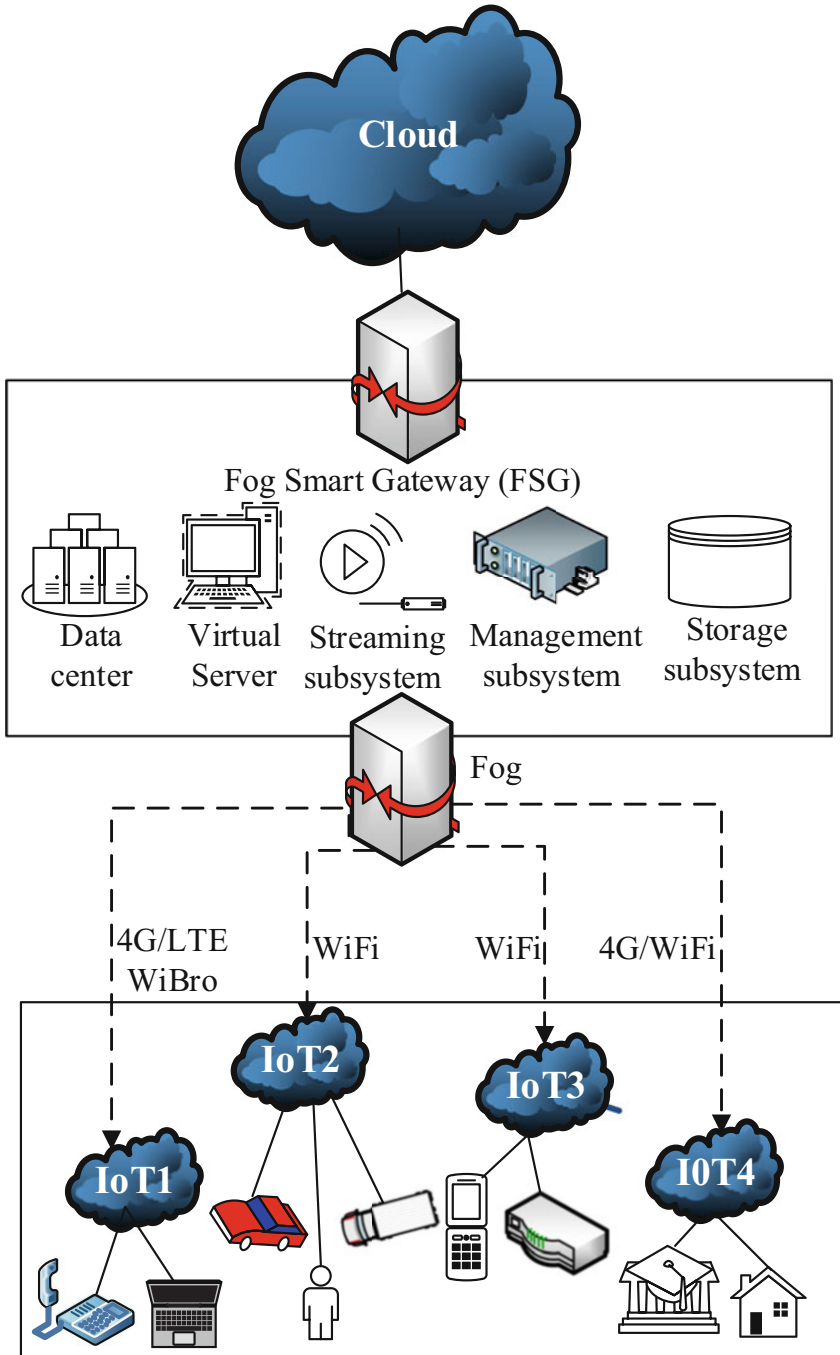 Cloud
Fog Smart Gateway (FSG)
Data
center
Virtual
Server
Streaming
subsystem
Management
subsystem
Storage
subsystem
Fog
4G/LTE
WiBro
WiFi
WiFi
4G/WiFi
IoT2
IoT3
IoT1
I0T4